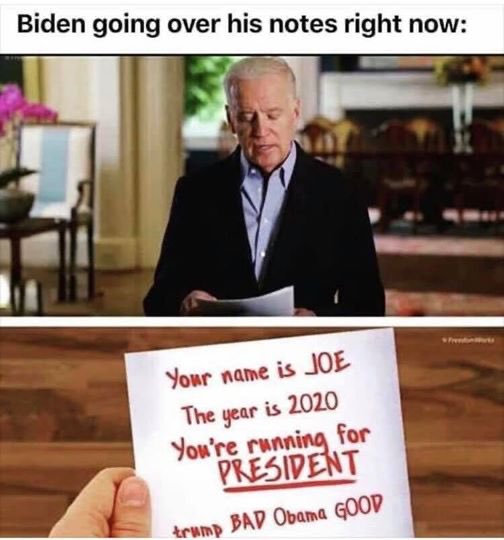 Biden going over his notes right now:
FreedomWorks
Your name is JOE
The year is 2020
You're running for
PRESIDENT
trump BAD Obama GOOD